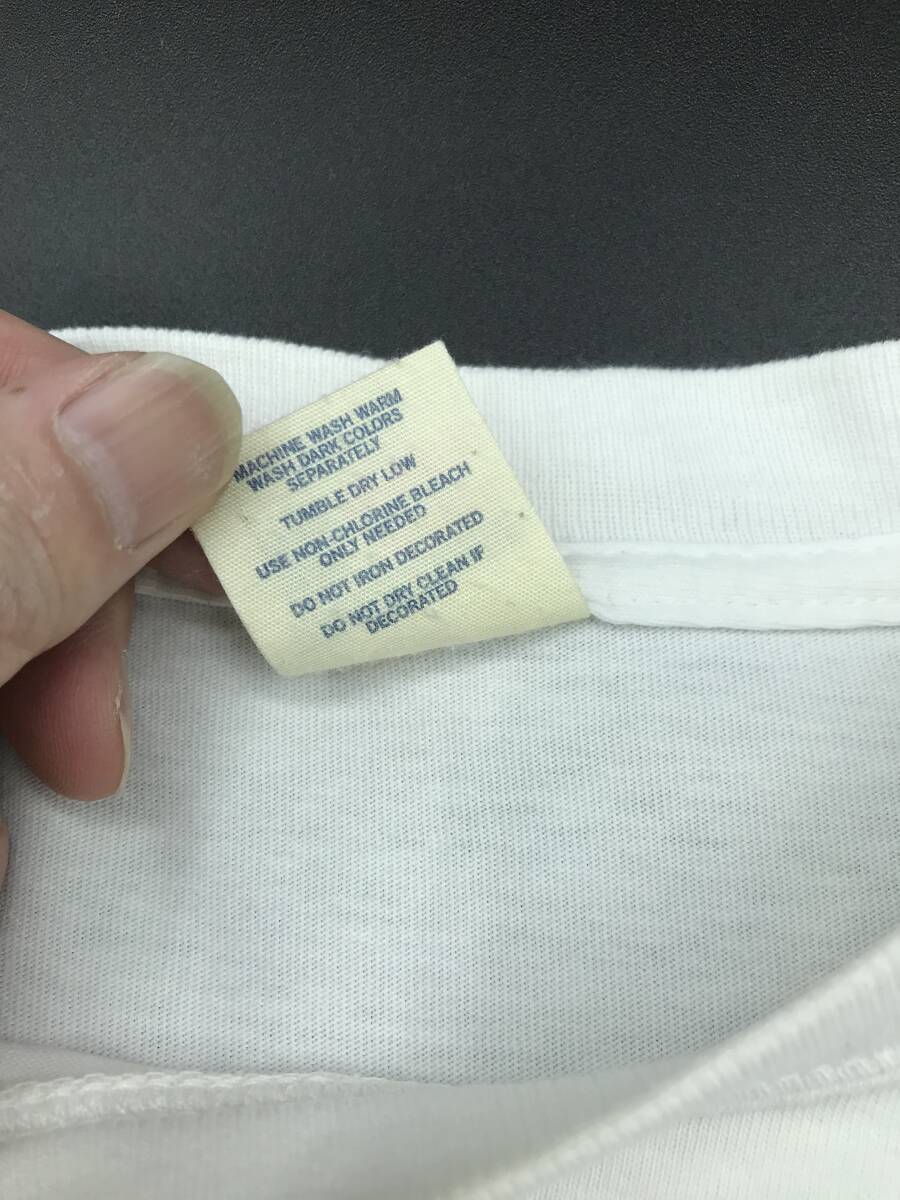 MACHINE WASH WARM
WASH DARK COLORS
SEPARATELY
TUMBLE DRY LOW
USE NON-CHLORINE BLEACH
ONLY NEEDED
DO NOT IRON DECORATED
DO NOT DRY CLEAN IF
DECORATED